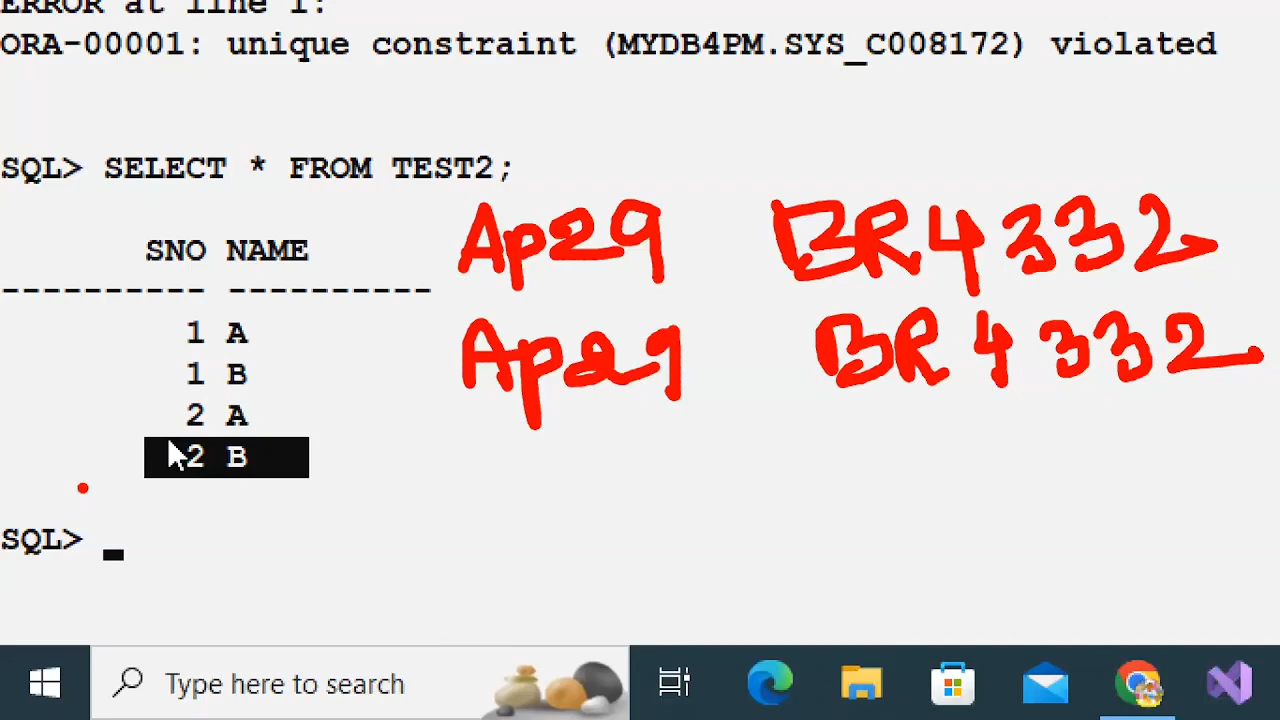 ERROR at line 1:
ORA-00001: unique constraint (MYDB4PM.SYS_C008172) violated
SQL> SELECT * FROM TEST2;
SNO NAME
---------- ----------
1 A
1 B
2 A
2 B
Ap29 BR4332
Ap29 BR4332
SQL>
Type here to search